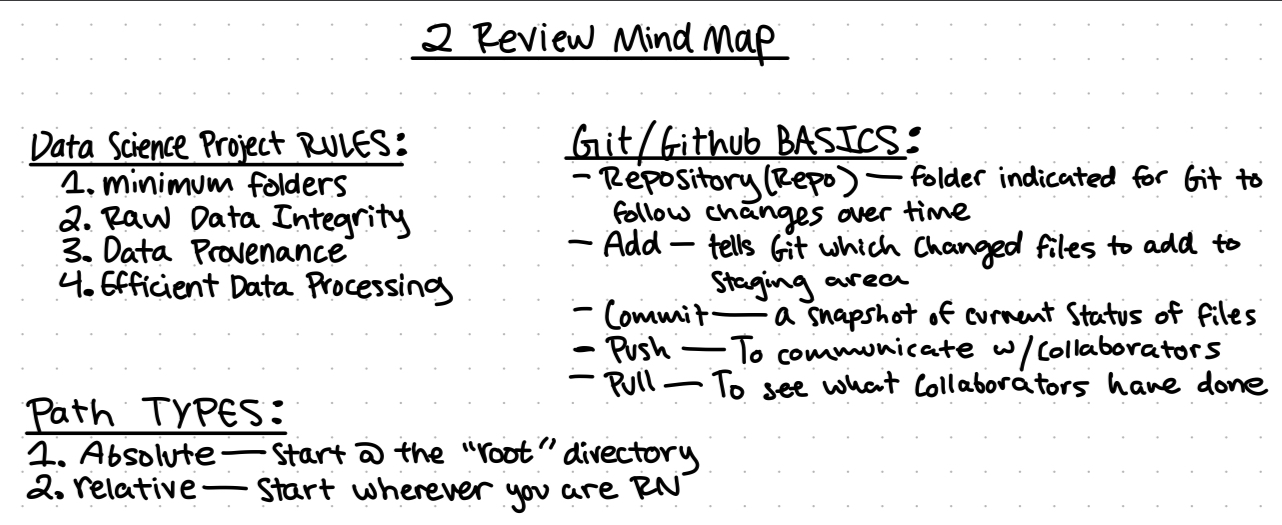 2 Review Mind Map
Data Science Project RULES:
1. minimum folders
2. Raw Data Integrity
3. Data Provenance
4. Efficient Data Processing
Git/Github BASICS:
- Repository (Repo) — folder indicated for Git to
follow changes over time
- Add — tells Git which changed files to add to
staging area
- Commit — a snapshot of current status of files
- Push — To communicate w/collaborators
- Pull — To see what collaborators have done
Path TYPES:
1. Absolute — Start @ the "root" directory
2. relative — Start wherever you are RN